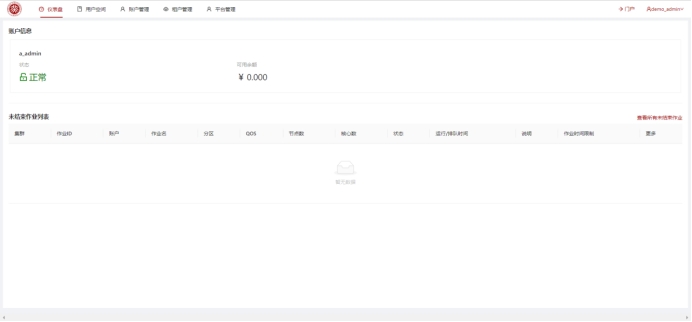 仪表盘 用户空间 账户管理 租户管理 平台管理 门户 demo_admin
账户信息
a_admin
状态 可用余额
正常 ¥ 0.000
未结束作业列表 查看所有未结束作业
集群 作业ID 账户 作业名 分区 QOS 节点数 核心数 状态 运行/排队时间 说明 作业时间限制 更多
暂无数据